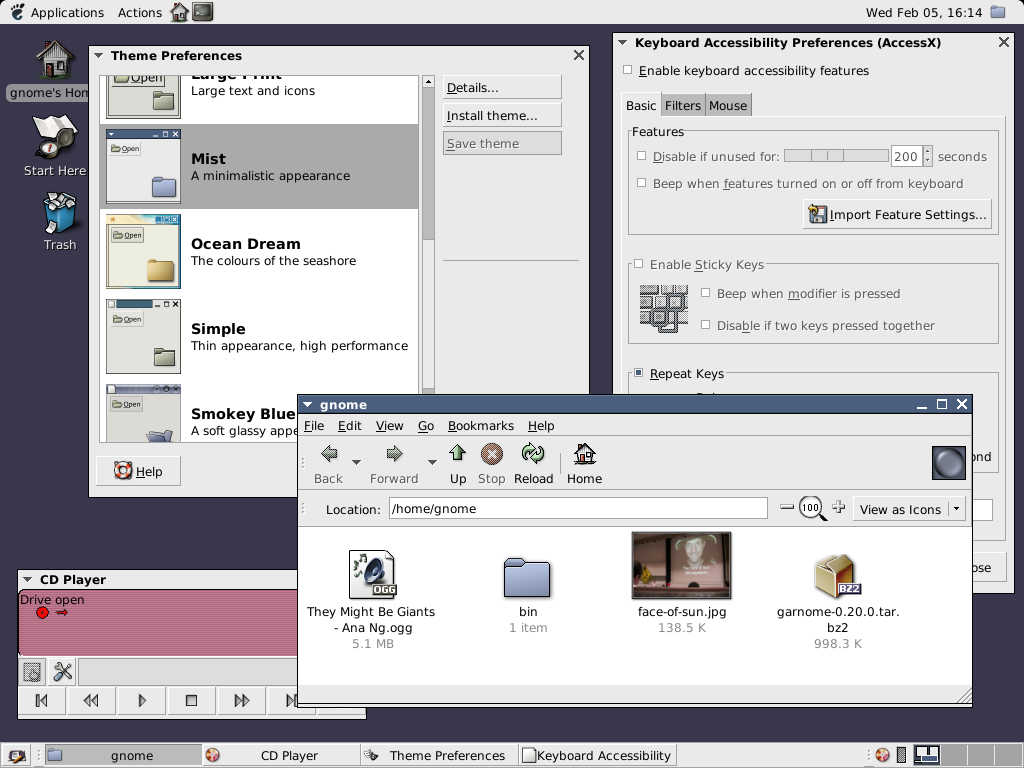 Applications Actions
Wed Feb 05, 16:14
gnome's Hom
Start Here
Trash
Theme Preferences
Open
Large Print
Large text and icons
Open
Mist
A minimalistic appearance
Open
Ocean Dream
The colours of the seashore
Open
Simple
Thin appearance, high performance
Open
Smokey Blue
A soft glassy appe
Details...
Install theme...
Save theme
Help
Keyboard Accessibility Preferences (AccessX)
Enable keyboard accessibility features
Basic Filters Mouse
Features
Disable if unused for: 200 seconds
Beep when features turned on or off from keyboard
Import Feature Settings...
Enable Sticky Keys
Beep when modifier is pressed
Disable if two keys pressed together
Repeat Keys
ond
ose
gnome
File Edit View Go Bookmarks Help
Back Forward Up Stop Reload Home
Location: /home/gnome 100 View as Icons
OGG
They Might Be Giants
- Ana Ng.ogg
5.1 MB
bin
1 item
face-of-sun.jpg
138.5 K
BZ2
garnome-0.20.0.tar.
bz2
998.3 K
CD Player
Drive open
gnome
CD Player
Theme Preferences
Keyboard Accessibility